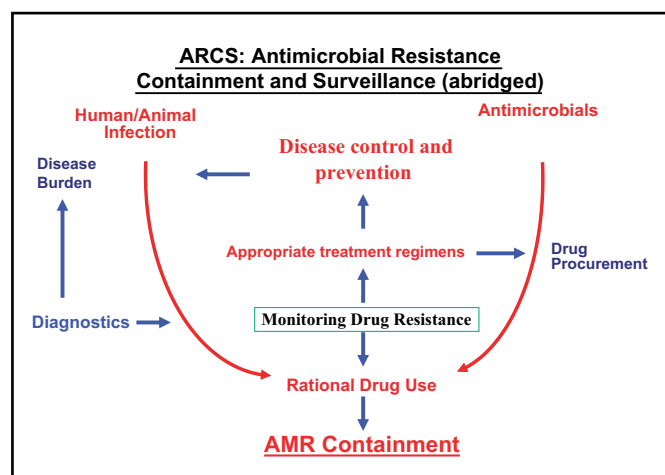 ARCS: Antimicrobial Resistance
Containment and Surveillance (abridged)
Human/Animal
Infection
Antimicrobials
Disease control and
prevention
Disease
Burden
Appropriate treatment regimens
Drug
Procurement
Diagnostics
Monitoring Drug Resistance
Rational Drug Use
AMR Containment